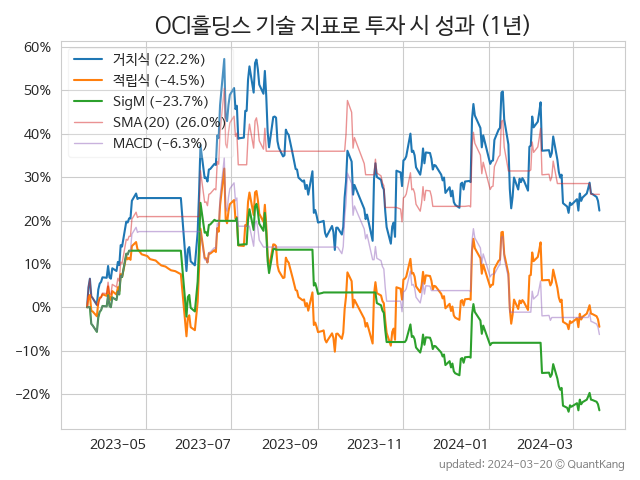 OCI홀딩스 기술 지표로 투자 시 성과 (1년)
60%
50%
40%
30%
20%
10%
0%
−10%
−20%
거치식 (22.2%)
적립식 (−4.5%)
SigM (−23.7%)
SMA(20) (26.0%)
MACD (−6.3%)
2023-05
2023-07
2023-09
2023-11
2024-01
2024-03
updated: 2024-03-20 © QuantKang